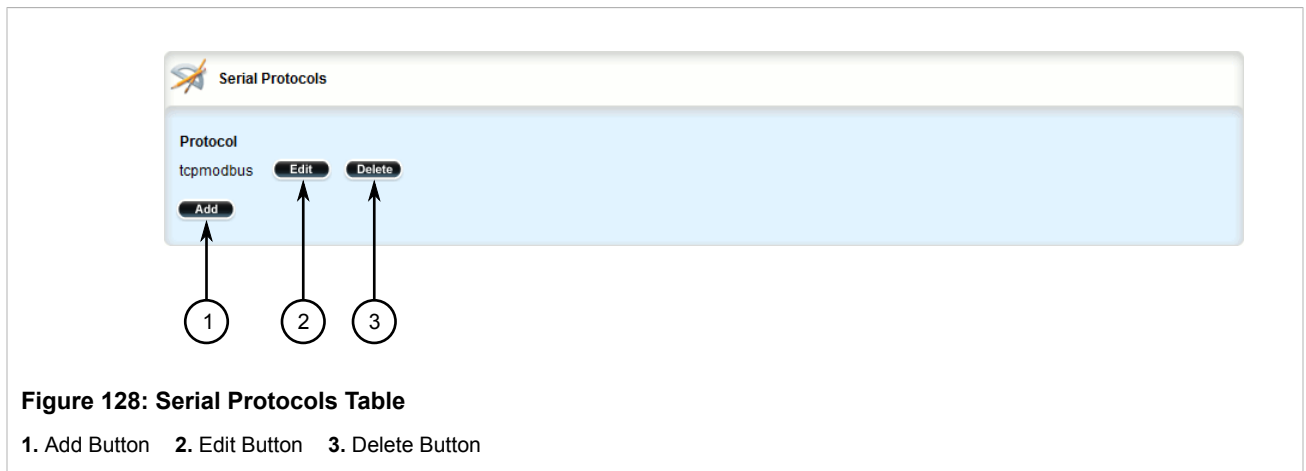 Serial Protocols
Protocol
tcpmodbus Edit Delete
Add
1 2 3
Figure 128: Serial Protocols Table
1. Add Button 2. Edit Button 3. Delete Button